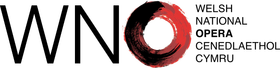 WNO
WELSH
NATIONAL
OPERA
CENEDLAETHOL
CYMRU